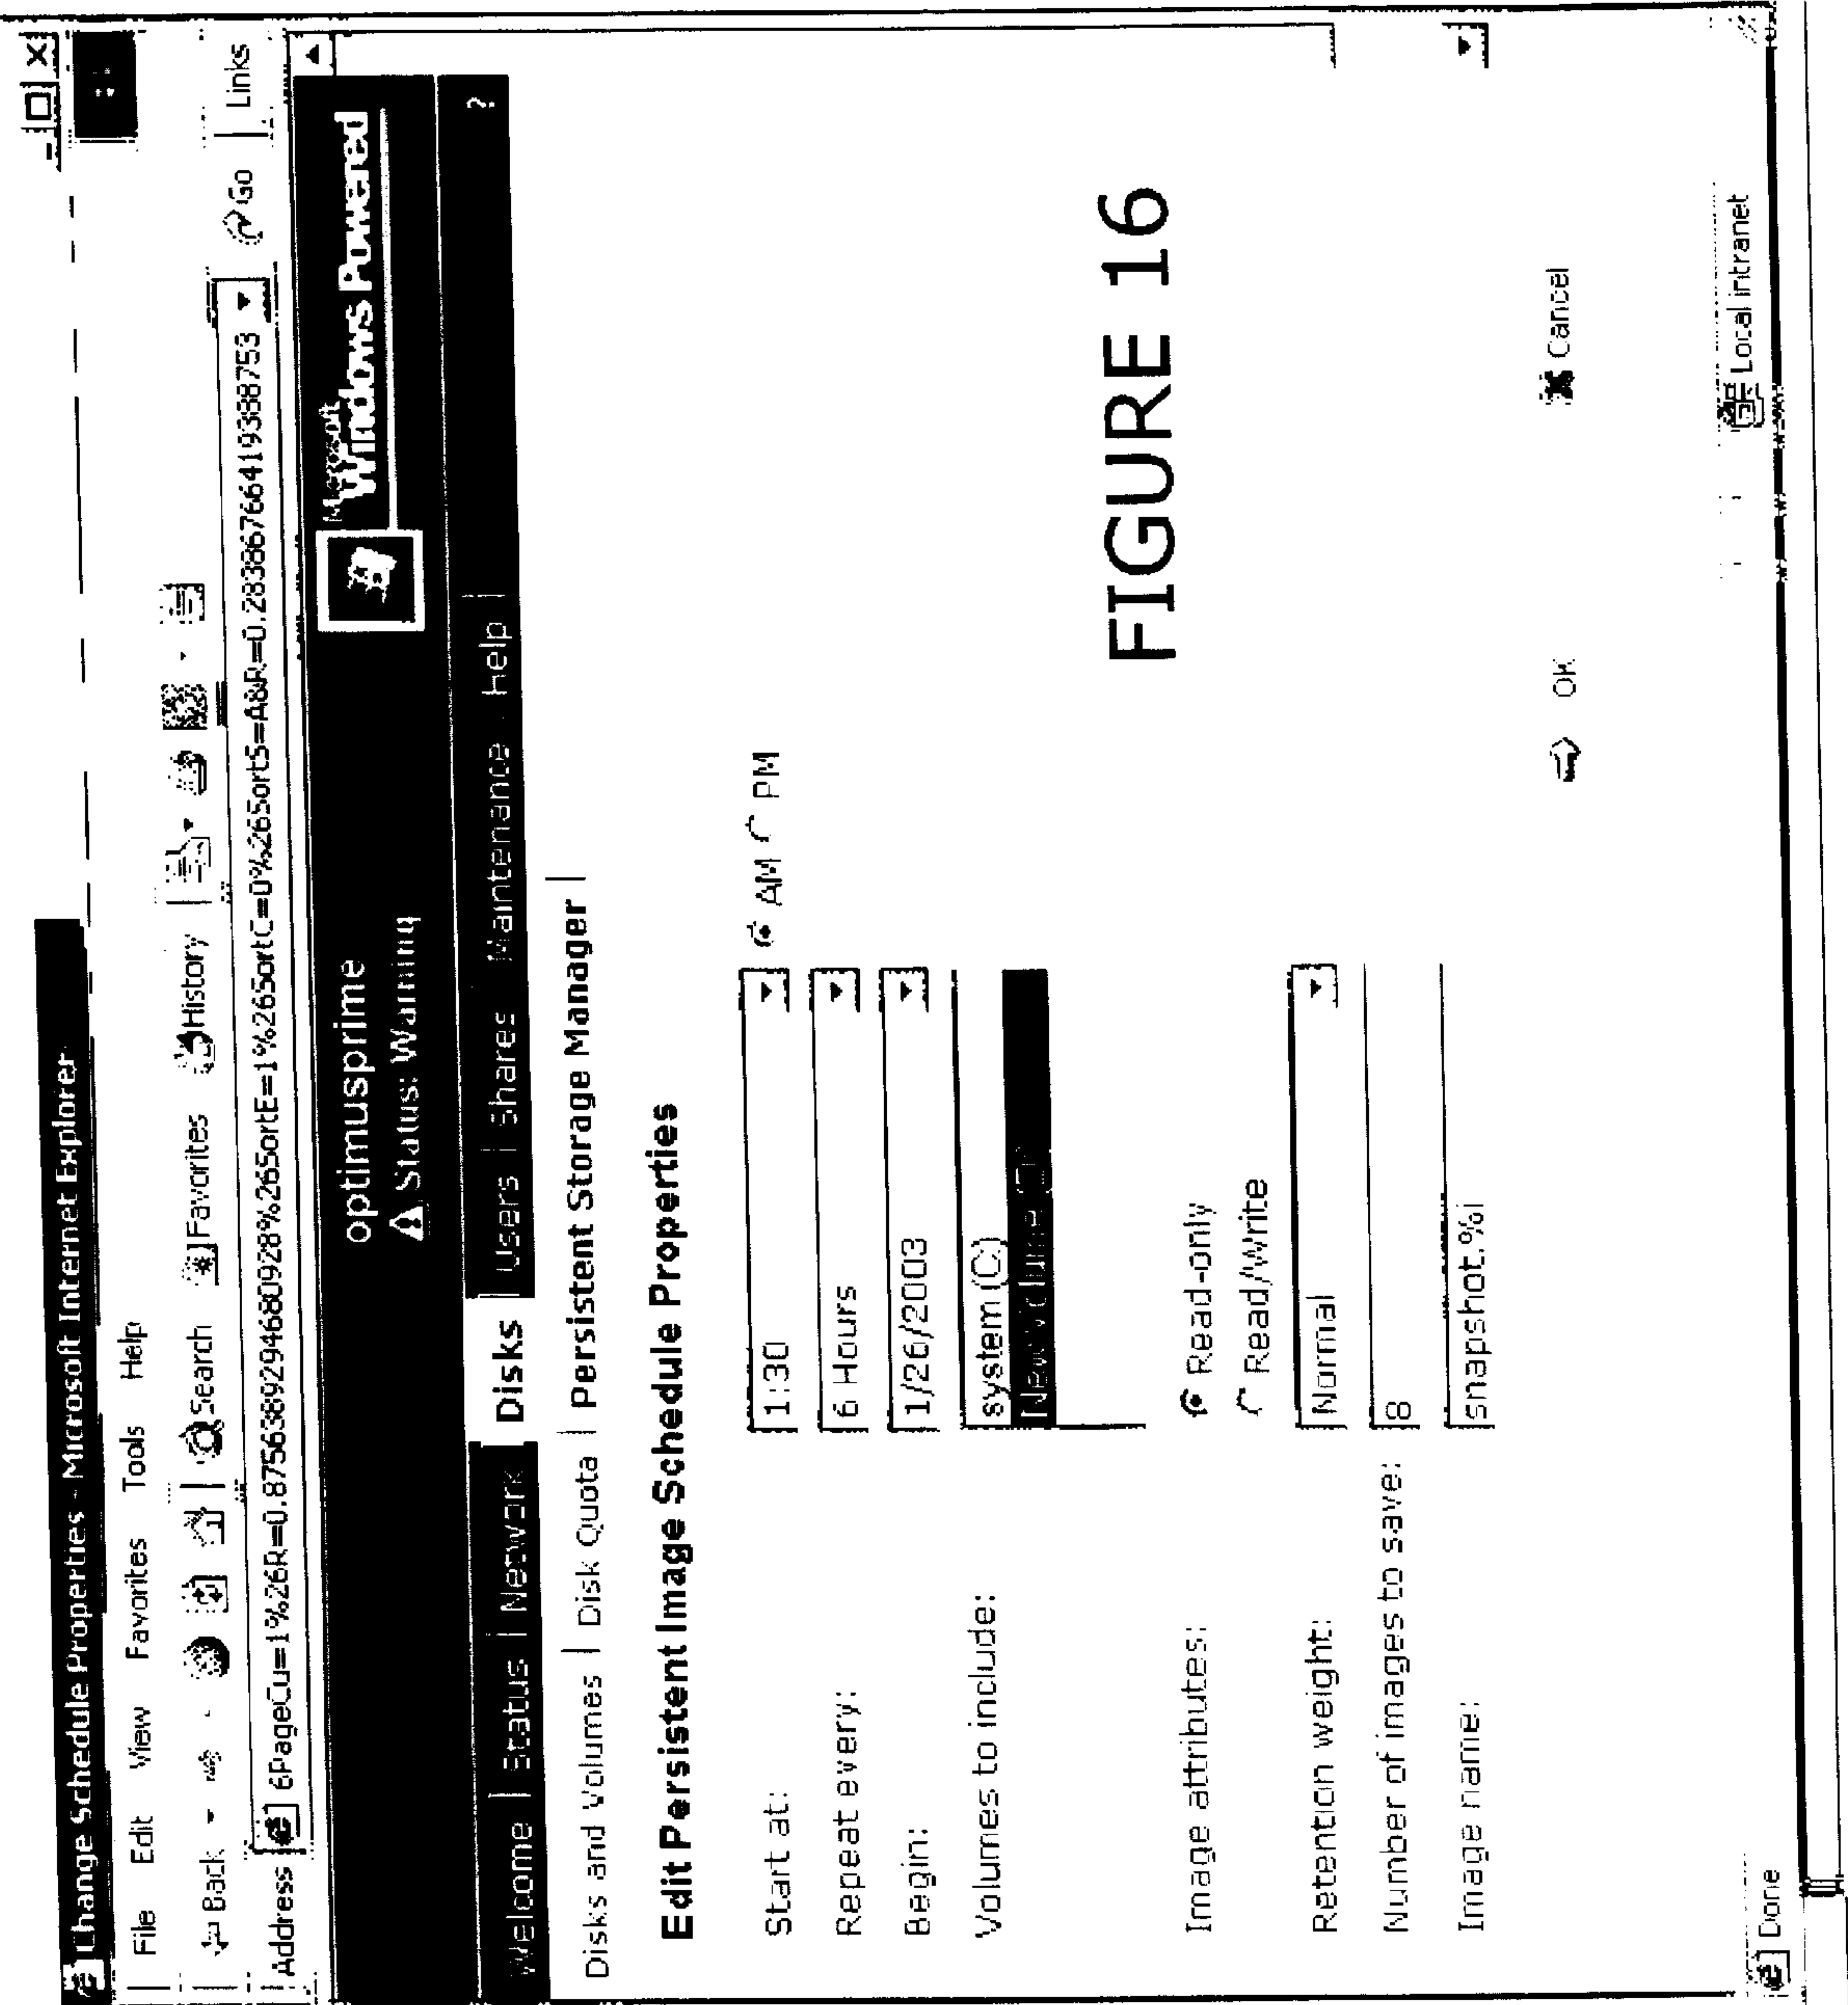 Change Schedule Properties - Microsoft Internet Explorer
File Edit View Favorites Tools Help
Back Search Favorites History
Address 6PageCu=1%26R=0.8756389294680928%26SortE=1%26SortC=0%26SortS=A&R=0.2838676641938753 Go Links
optimusprime
Status: Warning
Microsoft
Windows Powered
Welcome | Status | Network | Disks | Users | Shares | Maintenance | Help | ?
Disks and Volumes | Disk Quota | Persistent Storage Manager |
Edit Persistent Image Schedule Properties
Start at: 1:30 AM PM
Repeat every: 6 Hours
Begin: 1/26/2003
Volumes to include: system (C:)
New Volume
Image attributes: Read-only
Read/Write
Retention weight: Normal
Number of images to save: 8
Image name: snapshot.%i
OK Cancel
Done Local intranet
FIGURE 16